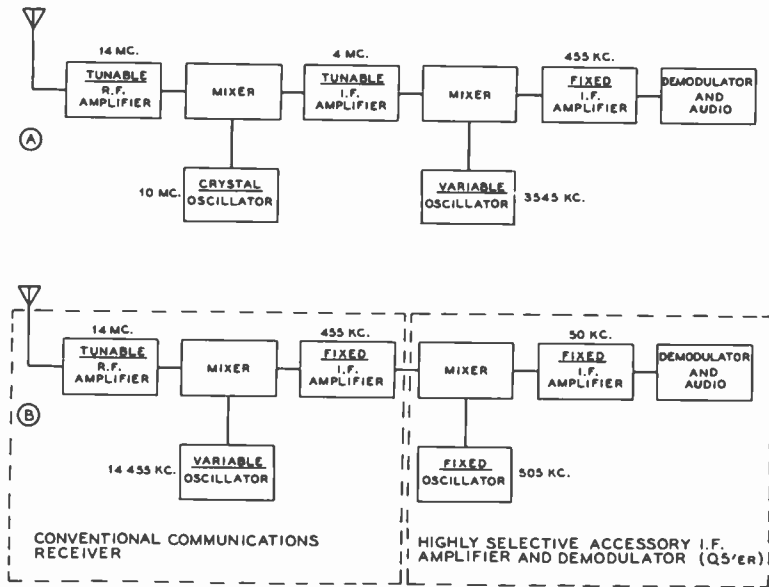 14 MC.
4 MC.
455 KC.
TUNABLE
R.F.
AMPLIFIER
MIXER
TUNABLE
I.F.
AMPLIFIER
MIXER
FIXED
I.F.
AMPLIFIER
DEMODULATOR
AND
AUDIO
A
10 MC.
CRYSTAL
OSCILLATOR
VARIABLE
OSCILLATOR
3545 KC.
14 MC.
455 KC.
50 KC.
TUNABLE
R.F.
AMPLIFIER
MIXER
FIXED
I.F.
AMPLIFIER
MIXER
FIXED
I.F.
AMPLIFIER
DEMODULATOR
AND
AUDIO
B
14 455 KC.
VARIABLE
OSCILLATOR
FIXED
OSCILLATOR
505 KC.
CONVENTIONAL COMMUNICATIONS
RECEIVER
HIGHLY SELECTIVE ACCESSORY I.F.
AMPLIFIER AND DEMODULATOR (Q5'ER)